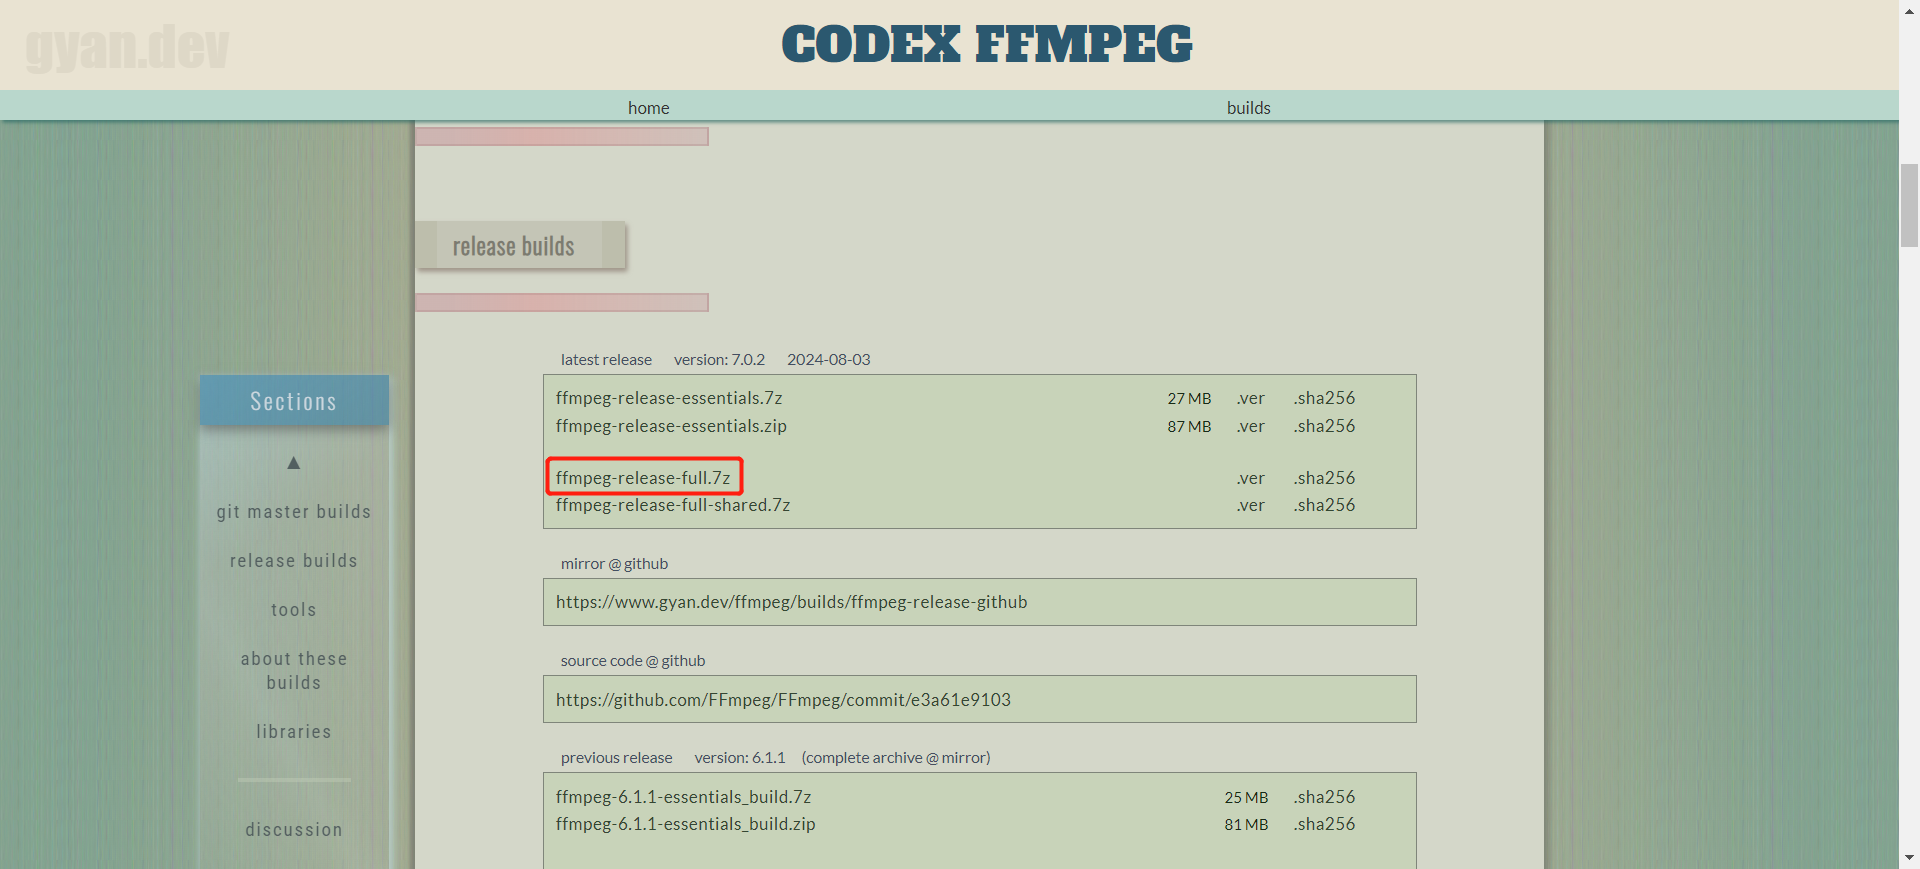 gyan.dev
CODEX FFMPEG
home builds
release builds
latest release version: 7.0.2 2024-08-03
ffmpeg-release-essentials.7z 27 MB .ver .sha256
ffmpeg-release-essentials.zip 87 MB .ver .sha256
ffmpeg-release-full.7z .ver .sha256
ffmpeg-release-full-shared.7z .ver .sha256
mirror @ github
https://www.gyan.dev/ffmpeg/builds/ffmpeg-release-github
source code @ github
https://github.com/FFmpeg/FFmpeg/commit/e3a61e9103
previous release version: 6.1.1 (complete archive @ mirror)
ffmpeg-6.1.1-essentials_build.7z 25 MB .sha256
ffmpeg-6.1.1-essentials_build.zip 81 MB .sha256
Sections
▲
git master builds
release builds
tools
about these
builds
libraries
discussion